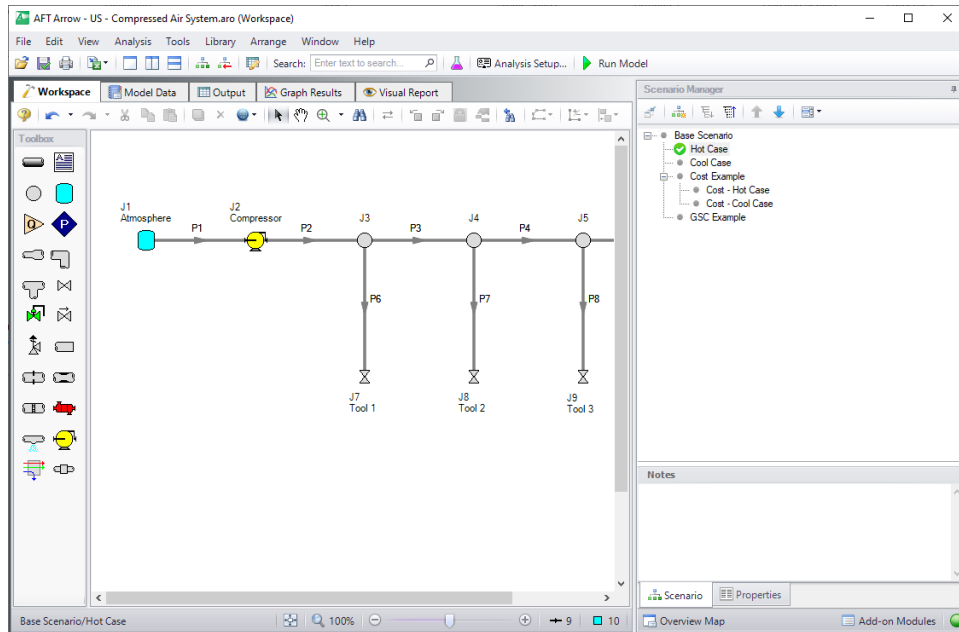 AFT Arrow - US - Compressed Air System.aro (Workspace)
File Edit View Analysis Tools Library Arrange Window Help
Search: Enter text to search... Analysis Setup... Run Model
Workspace Model Data Output Graph Results Visual Report
Scenario Manager
Toolbox
Base Scenario
Hot Case
Cool Case
Cost Example
Cost - Hot Case
Cost - Cool Case
GSC Example
J1
Atmosphere
J2
Compressor
J3
J4
J5
P1
P2
P3
P4
P6
P7
P8
J7
Tool 1
J8
Tool 2
J9
Tool 3
Q
P
Notes
Scenario Properties
Base Scenario/Hot Case 100% 9 10 Overview Map Add-on Modules